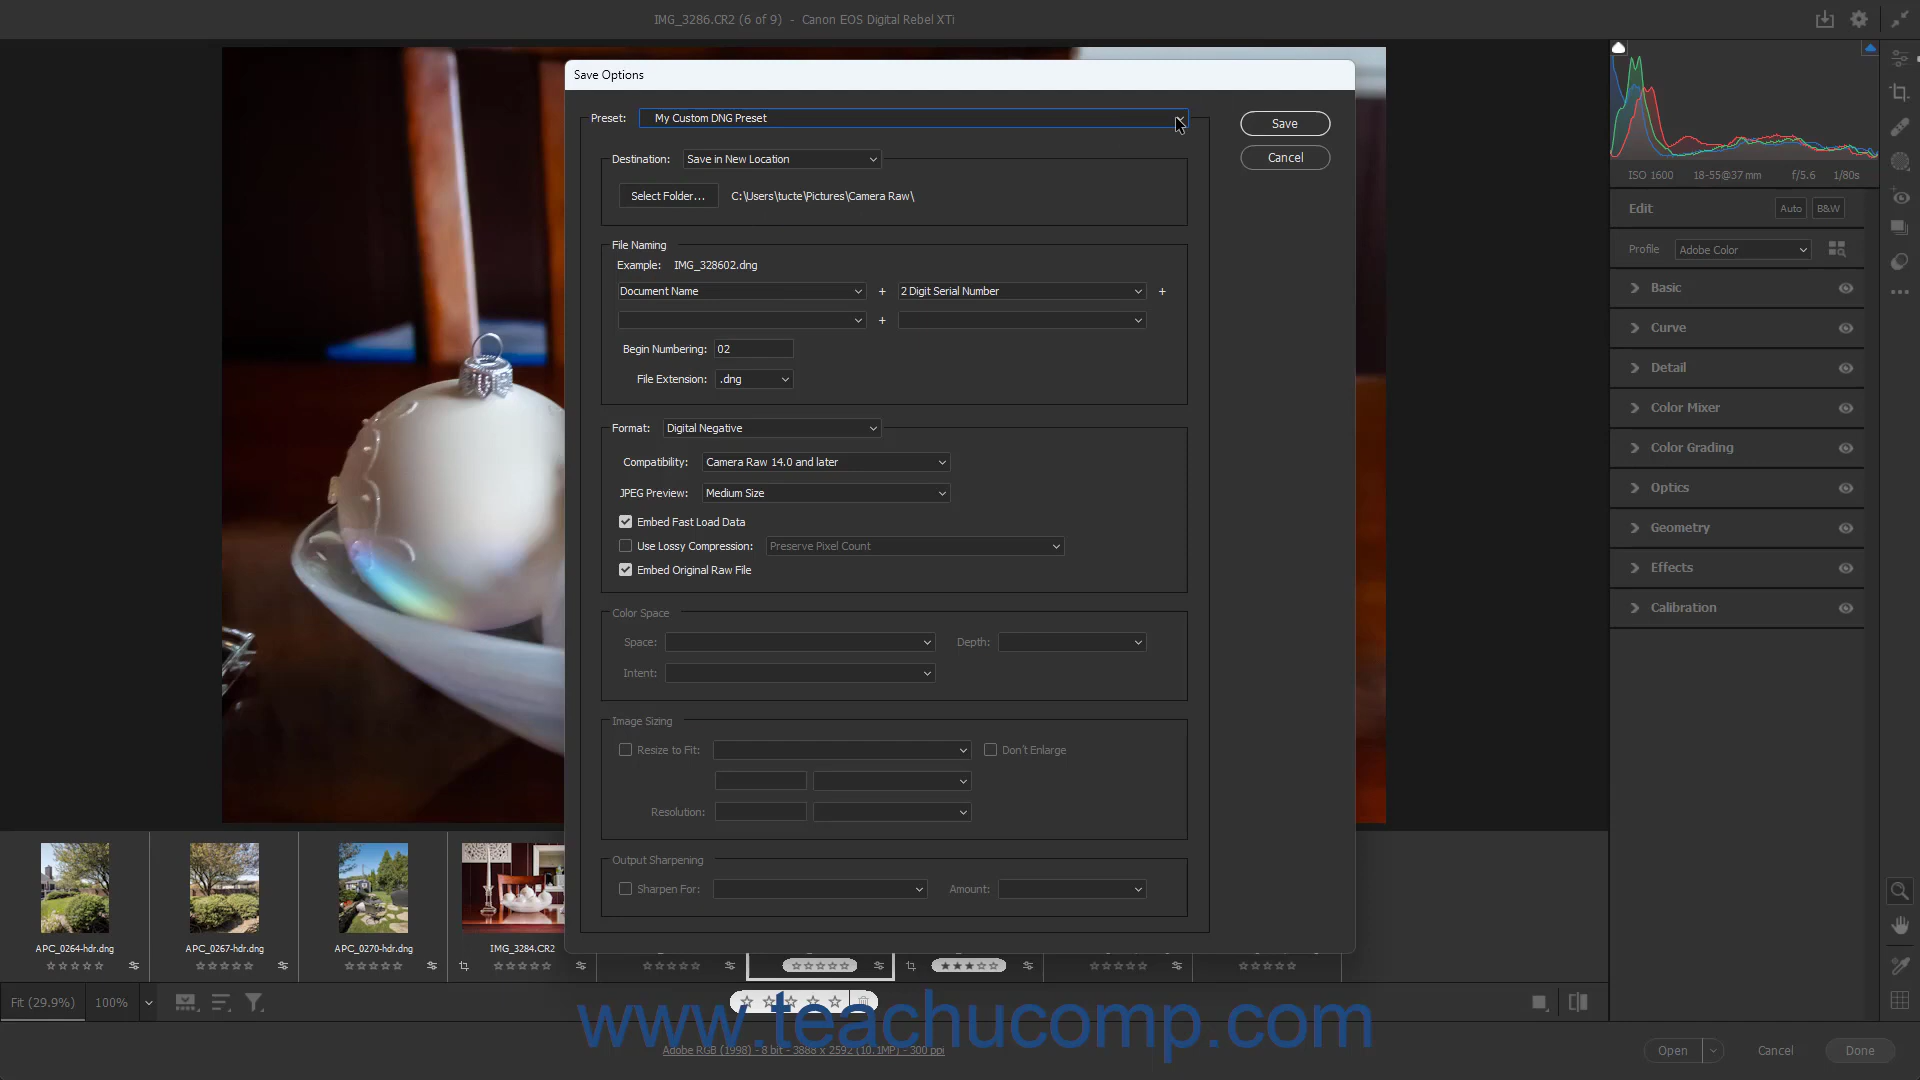 IMG_3286.CR2 (6 of 9) - Canon EOS Digital Rebel XTi
Save Options
Preset: My Custom DNG Preset
Save
Cancel
Destination: Save in New Location
Select Folder... C:\Users\tucte\Pictures\Camera Raw\
File Naming
Example: IMG_328602.dng
Document Name + 2 Digit Serial Number +
+
Begin Numbering: 02
File Extension: .dng
Format: Digital Negative
Compatibility: Camera Raw 14.0 and later
JPEG Preview: Medium Size
Embed Fast Load Data
Use Lossy Compression: Preserve Pixel Count
Embed Original Raw File
Color Space
Space: Depth:
Intent:
Image Sizing
Resize to Fit: Don't Enlarge
Resolution:
Output Sharpening
Sharpen For: Amount:
ISO 1600 18-55@37 mm f/5.6 1/80s
Edit Auto B&W
Profile Adobe Color
Basic
Curve
Detail
Color Mixer
Color Grading
Optics
Geometry
Effects
Calibration
APC_0264-hdr.dng APC_0267-hdr.dng APC_0270-hdr.dng IMG_3284.CR2
Fit (29.9%) 100%
www.teachucomp.com
Adobe RGB (1998) - 8 bit - 3888 x 2592 (10.1MP) - 300 ppi
Open Cancel Done